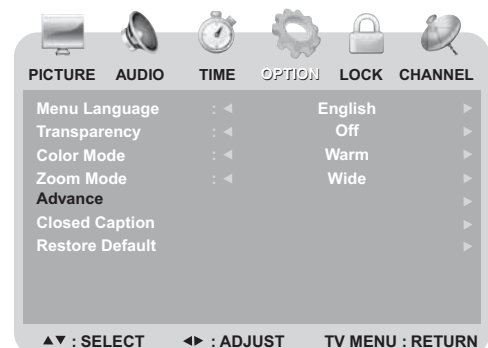 PICTURE AUDIO TIME OPTION LOCK CHANNEL
Menu Language : ◀ English ▶
Transparency : ◀ Off ▶
Color Mode : ◀ Warm ▶
Zoom Mode : ◀ Wide ▶
Advance ▶
Closed Caption ▶
Restore Default ▶
▲▼ : SELECT ◀▶ : ADJUST TV MENU : RETURN